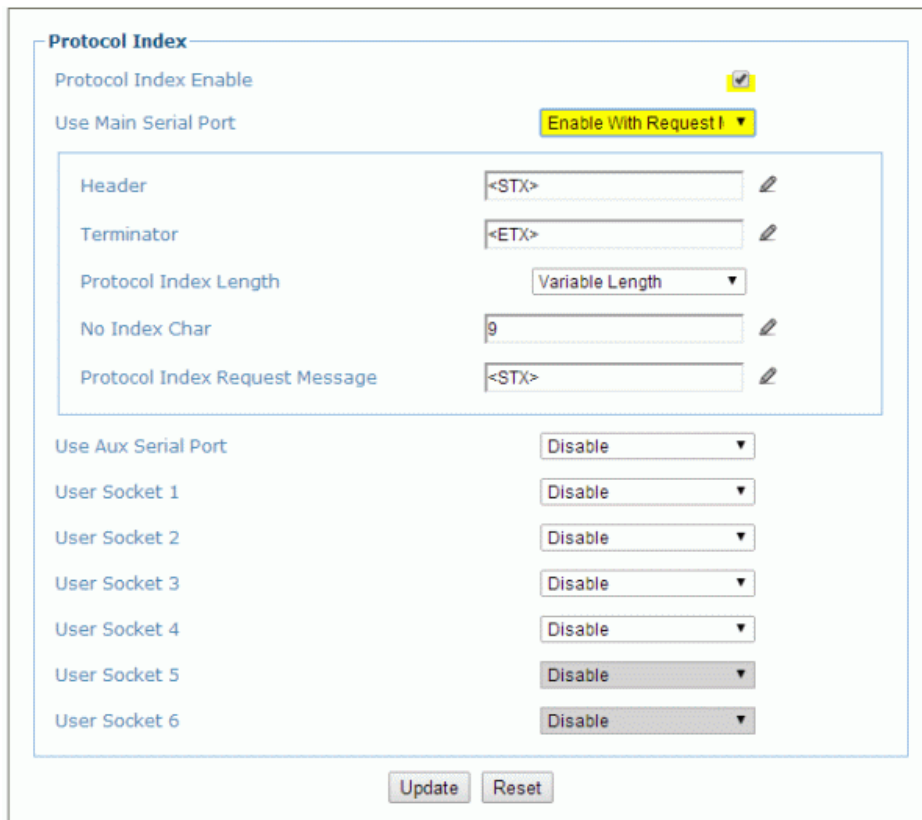 Protocol Index
Protocol Index Enable
Use Main Serial Port Enable With Request
Header <STX>
Terminator <ETX>
Protocol Index Length Variable Length
No Index Char 9
Protocol Index Request Message <STX>
Use Aux Serial Port Disable
User Socket 1 Disable
User Socket 2 Disable
User Socket 3 Disable
User Socket 4 Disable
User Socket 5 Disable
User Socket 6 Disable
Update Reset